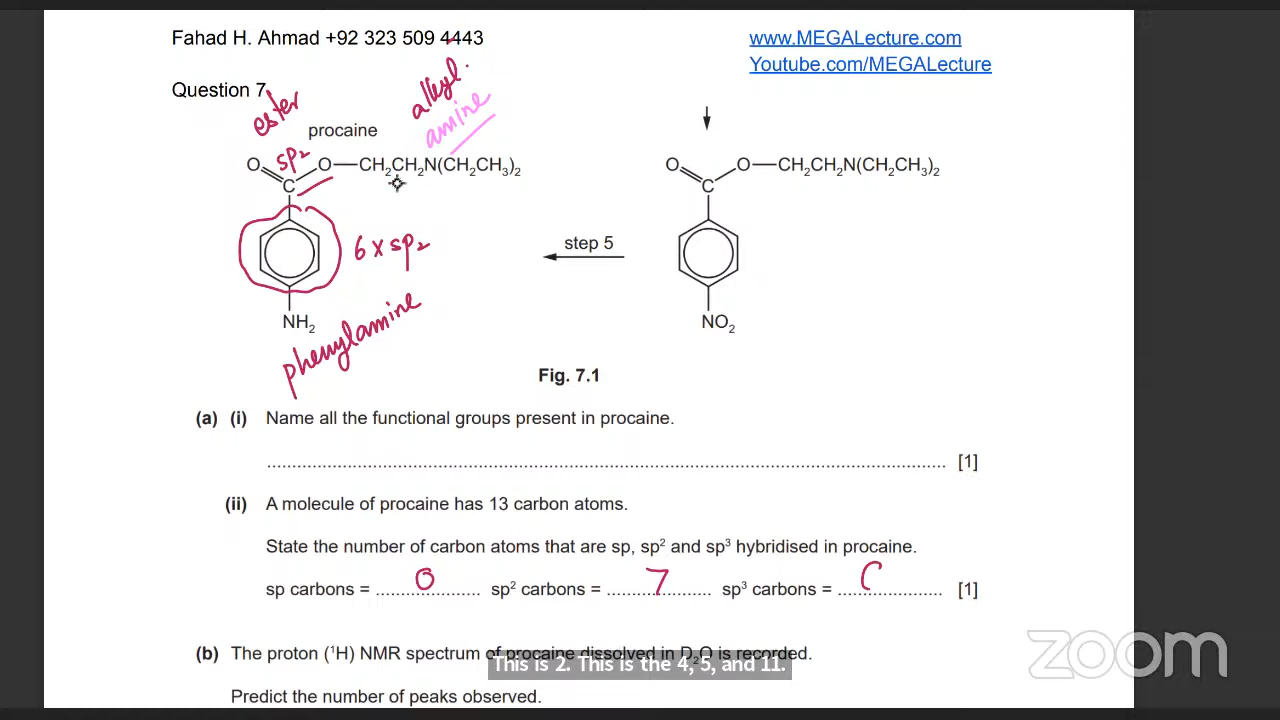 Fahad H. Ahmad +92 323 509 4443
www.MEGALecture.com
Youtube.com/MEGALecture
Question 7
ester
alkyl
amine
procaine
O
sp2
O—CH2CH2N(CH2CH3)2
C
6 x sp2
NH2
phenylamine
step 5
O
O—CH2CH2N(CH2CH3)2
C
NO2
Fig. 7.1
(a) (i) Name all the functional groups present in procaine.
[1]
(ii) A molecule of procaine has 13 carbon atoms.
State the number of carbon atoms that are sp, sp2 and sp3 hybridised in procaine.
sp carbons = 0 sp2 carbons = 7 sp3 carbons = [1]
(b) The proton (1H) NMR spectrum of procaine dissolved in D2O is recorded.
This is 2. This is the 4, 5, and 11.
Predict the number of peaks observed.
zoom